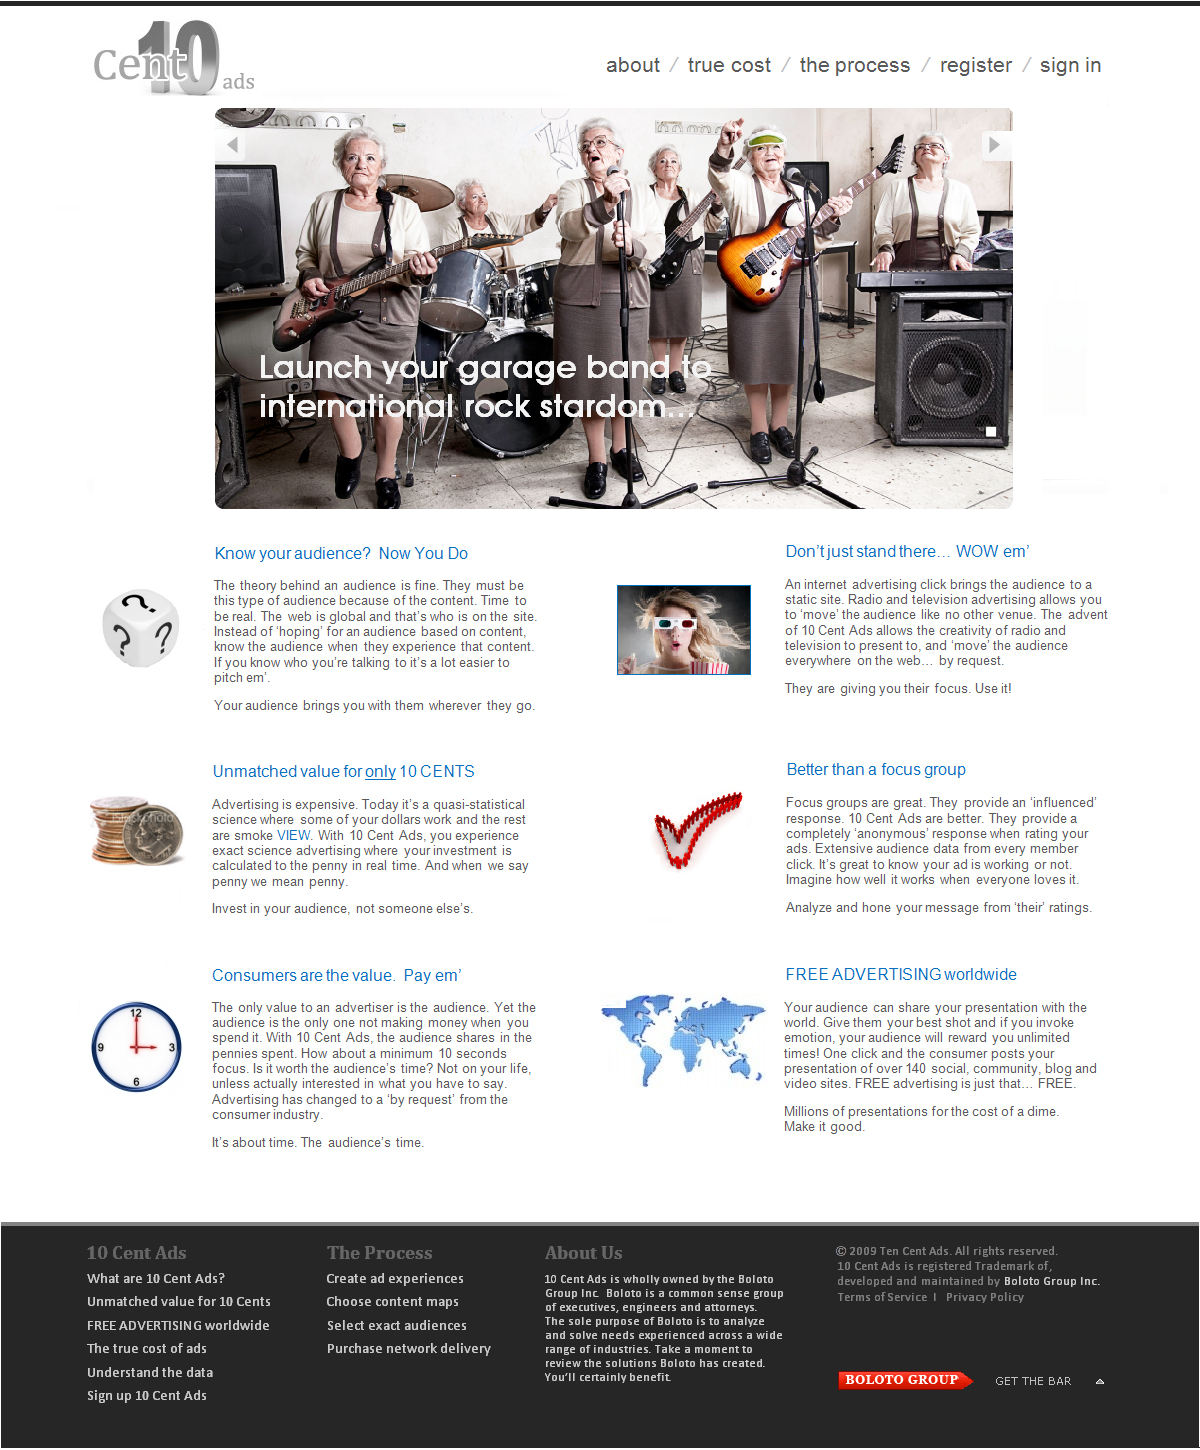 Cent 10 ads
about / true cost / the process / register / sign in
Launch your garage band to
international rock stardom...
Know your audience? Now You Do
The theory behind an audience is fine. They must be
this type of audience because of the content. Time to
be real. The web is global and that’s who is on the site.
Instead of ‘hoping’ for an audience based on content,
know the audience when they experience that content.
If you know who you’re talking to it’s a lot easier to
pitch em’.
Your audience brings you with them wherever they go.
Don’t just stand there… WOW em’
An internet advertising click brings the audience to a
static site. Radio and television advertising allows you
to ‘move’ the audience like no other venue. The advent
of 10 Cent Ads allows the creativity of radio and
television to present to, and ‘move’ the audience
everywhere on the web… by request.
They are giving you their focus. Use it!
Unmatched value for only 10 CENTS
Advertising is expensive. Today it’s a quasi-statistical
science where some of your dollars work and the rest
are smoke VIEW. With 10 Cent Ads, you experience
exact science advertising where your investment is
calculated to the penny in real time. And when we say
penny we mean penny.
Invest in your audience, not someone else’s.
Better than a focus group
Focus groups are great. They provide an ‘influenced’
response. 10 Cent Ads are better. They provide a
completely ‘anonymous’ response when rating your
ads. Extensive audience data from every member
click. It’s great to know your ad is working or not.
Imagine how well it works when everyone loves it.
Analyze and hone your message from ‘their’ ratings.
Consumers are the value. Pay em’
The only value to an advertiser is the audience. Yet the
audience is the only one not making money when you
spend it. With 10 Cent Ads, the audience shares in the
pennies spent. How about a minimum 10 seconds
focus. Is it worth the audience’s time? Not on your life,
unless actually interested in what you have to say.
Advertising has changed to a ‘by request’ from the
consumer industry.
It’s about time. The audience’s time.
12
9
3
6
FREE ADVERTISING worldwide
Your audience can share your presentation with the
world. Give them your best shot and if you invoke
emotion, your audience will reward you unlimited
times! One click and the consumer posts your
presentation of over 140 social, community, blog and
video sites. FREE advertising is just that… FREE.
Millions of presentations for the cost of a dime.
Make it good.
10 Cent Ads
What are 10 Cent Ads?
Unmatched value for 10 Cents
FREE ADVERTISING worldwide
The true cost of ads
Understand the data
Sign up 10 Cent Ads
The Process
Create ad experiences
Choose content maps
Select exact audiences
Purchase network delivery
About Us
10 Cent Ads is wholly owned by the Boloto
Group Inc. Boloto is a common sense group
of executives, engineers and attorneys.
The sole purpose of Boloto is to analyze
and solve needs experienced across a wide
range of industries. Take a moment to
review the solutions Boloto has created.
You’ll certainly benefit.
© 2009 Ten Cent Ads. All rights reserved.
10 Cent Ads is registered Trademark of,
developed and maintained by Boloto Group Inc.
Terms of Service I Privacy Policy
BOLOTO GROUP
GET THE BAR